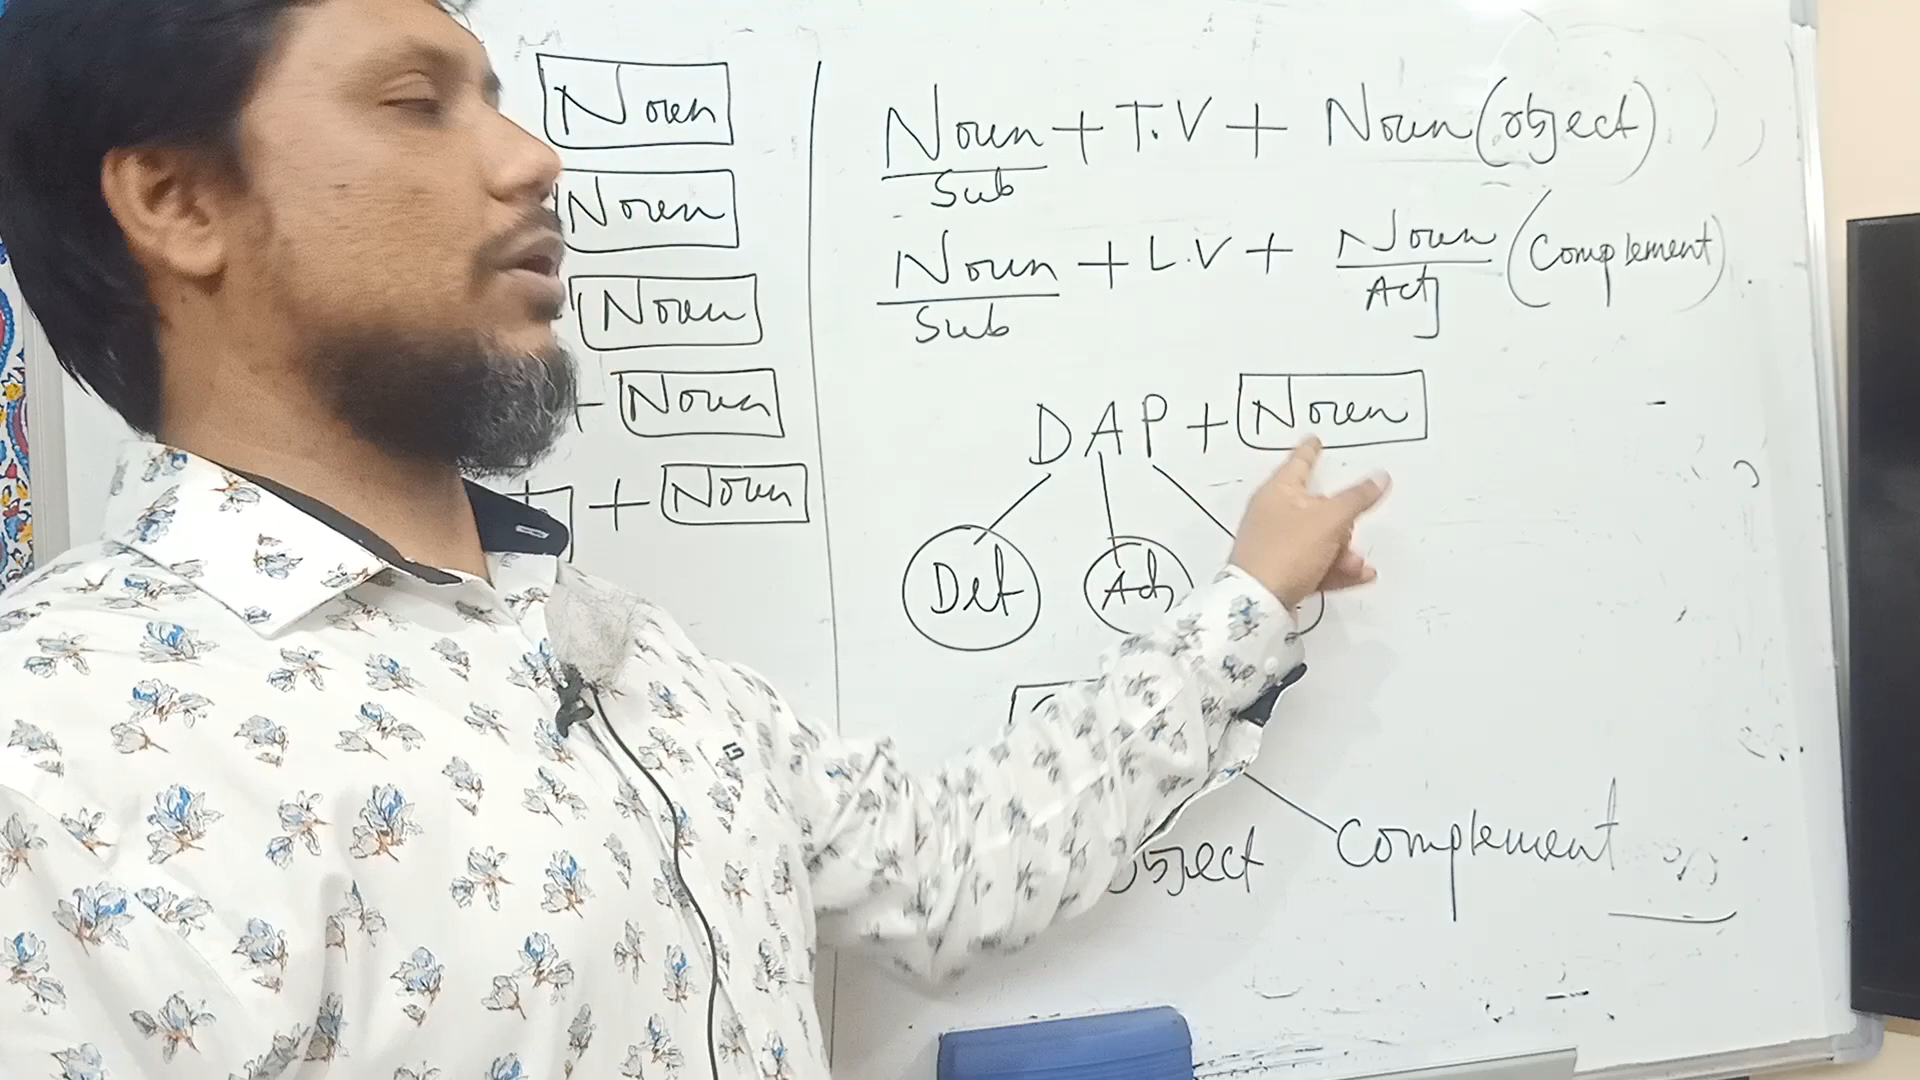 Noun
Noun
Noun
+ Noun
+ Noun
Noun + T.V + Noun (object)
Sub
Noun + L.V + Noun (Complement)
Sub Adj
DAP + Noun
Det Adj
object Complement